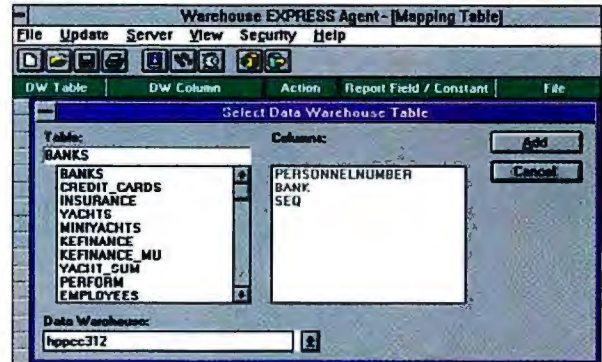 Warehouse EXPRESS Agent - [Mapping Table]
File Update Server View Security Help
DW Table DW Column Action Report Field / Constant File
Select Data Warehouse Table
Table: Columns:
BANKS
Add
Cancel
BANKS
CREDIT_CARDS
INSURANCE
YACHTS
MINIYACHTS
KEFINANCE
KEFINANCE_MU
YACHT_SUM
PERFORM
EMPLOYEES
PERSONNELNUMBER
BANK
SEQ
Data Warehouse:
hppcc312